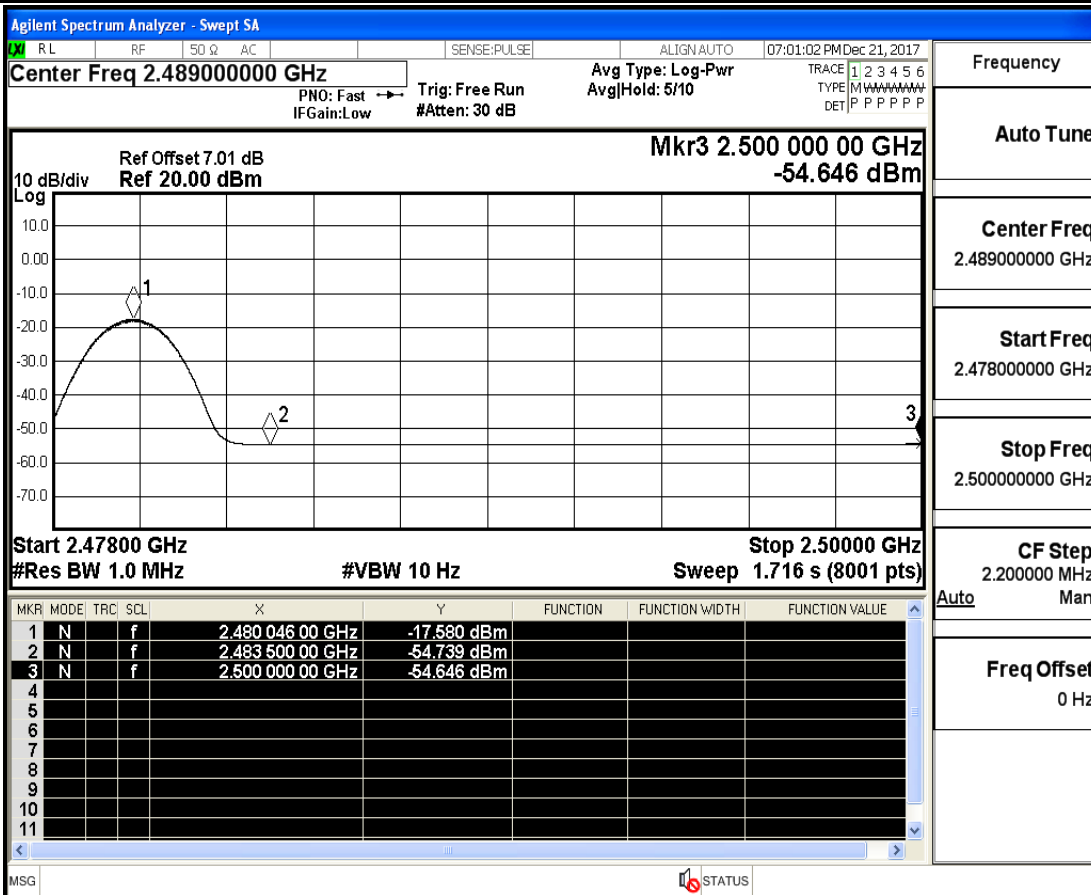 Agilent Spectrum Analyzer - Swept SA
LXI RL RF 50 Ω AC SENSE:PULSE ALIGN AUTO 07:01:02 PM Dec 21, 2017
Center Freq 2.489000000 GHz
PNO: Fast
IFGain:Low
Trig: Free Run
#Atten: 30 dB
Avg Type: Log-Pwr
Avg|Hold: 5/10
TRACE 1 2 3 4 5 6
TYPE M W W W W W
DET P P P P P P
Mkr3 2.500 000 00 GHz
-54.646 dBm
Ref Offset 7.01 dB
10 dB/div Ref 20.00 dBm
Log
10.0
0.00
-10.0
-20.0
-30.0
-40.0
-50.0
-60.0
-70.0
1
2
3
Start 2.47800 GHz Stop 2.50000 GHz
#Res BW 1.0 MHz #VBW 10 Hz Sweep 1.716 s (8001 pts)
MKR MODE TRC SCL X Y FUNCTION FUNCTION WIDTH FUNCTION VALUE
1 N f 2.480 046 00 GHz -17.580 dBm
2 N f 2.483 500 00 GHz -54.739 dBm
3 N f 2.500 000 00 GHz -54.646 dBm
4
5
6
7
8
9
10
11
MSG STATUS
Frequency
Auto Tune
Center Freq
2.489000000 GHz
Start Freq
2.478000000 GHz
Stop Freq
2.500000000 GHz
CF Step
2.200000 MHz
Auto Man
Freq Offset
0 Hz